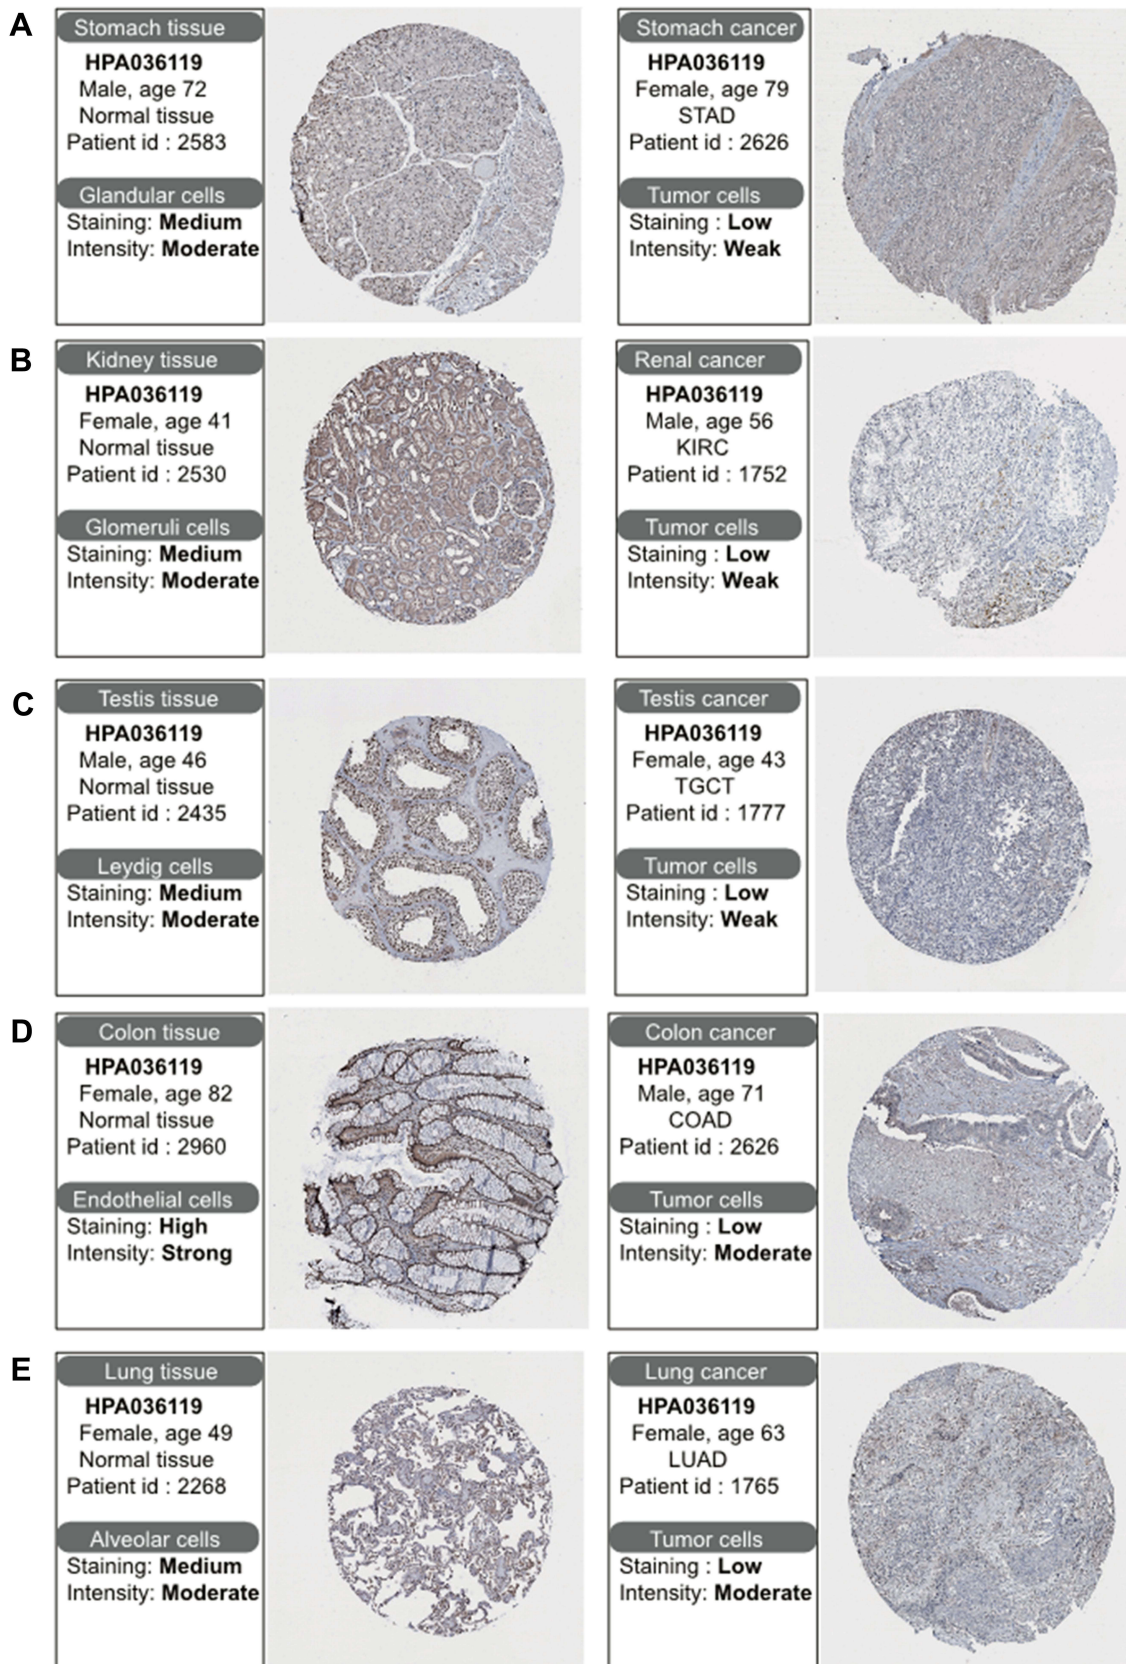 A
Stomach tissue
HPA036119
Male, age 72
Normal tissue
Patient id : 2583
Glandular cells
Staining: Medium
Intensity: Moderate
Stomach cancer
HPA036119
Female, age 79
STAD
Patient id : 2626
Tumor cells
Staining : Low
Intensity: Weak
B
Kidney tissue
HPA036119
Female, age 41
Normal tissue
Patient id : 2530
Glomeruli cells
Staining: Medium
Intensity: Moderate
Renal cancer
HPA036119
Male, age 56
KIRC
Patient id : 1752
Tumor cells
Staining : Low
Intensity: Weak
C
Testis tissue
HPA036119
Male, age 46
Normal tissue
Patient id : 2435
Leydig cells
Staining: Medium
Intensity: Moderate
Testis cancer
HPA036119
Female, age 43
TGCT
Patient id : 1777
Tumor cells
Staining : Low
Intensity: Weak
D
Colon tissue
HPA036119
Female, age 82
Normal tissue
Patient id : 2960
Endothelial cells
Staining: High
Intensity: Strong
Colon cancer
HPA036119
Male, age 71
COAD
Patient id : 2626
Tumor cells
Staining : Low
Intensity: Moderate
E
Lung tissue
HPA036119
Female, age 49
Normal tissue
Patient id : 2268
Alveolar cells
Staining: Medium
Intensity: Moderate
Lung cancer
HPA036119
Female, age 63
LUAD
Patient id : 1765
Tumor cells
Staining : Low
Intensity: Moderate